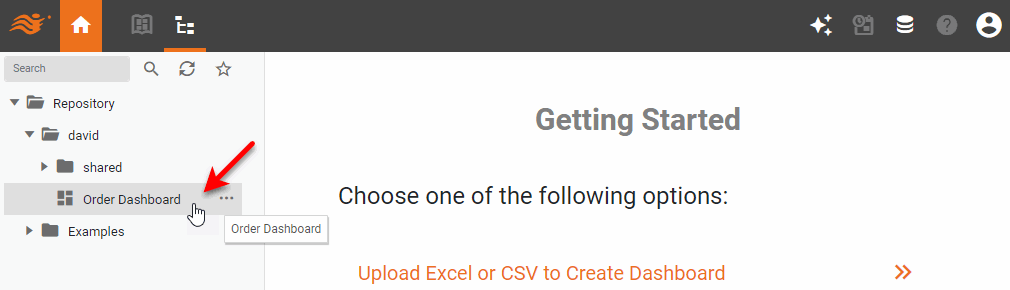 Search
Repository
david
shared
Order Dashboard
Order Dashboard
Examples
Getting Started
Choose one of the following options:
Upload Excel or CSV to Create Dashboard